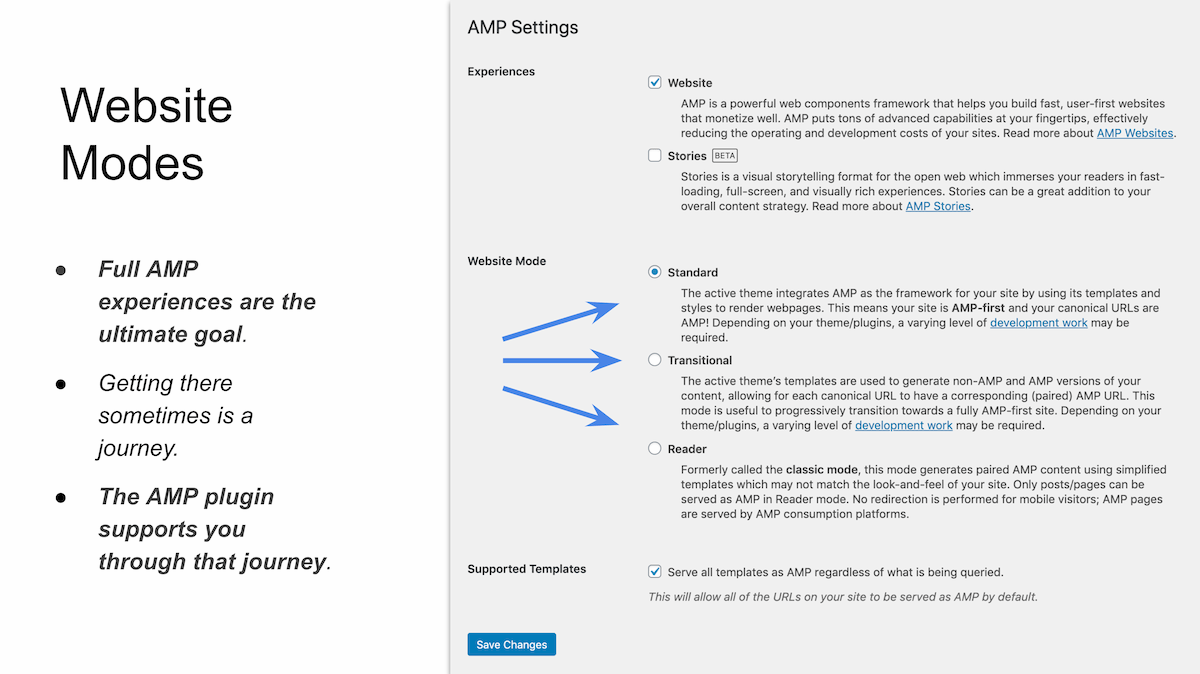 Website
Modes
● Full AMP
experiences are the
ultimate goal.
● Getting there
sometimes is a
journey.
● The AMP plugin
supports you
through that journey.
AMP Settings
Experiences
Website
AMP is a powerful web components framework that helps you build fast, user-first websites
that monetize well. AMP puts tons of advanced capabilities at your fingertips, effectively
reducing the operating and development costs of your sites. Read more about AMP Websites.
Stories BETA
Stories is a visual storytelling format for the open web which immerses your readers in fast-
loading, full-screen, and visually rich experiences. Stories can be a great addition to your
overall content strategy. Read more about AMP Stories.
Website Mode
Standard
The active theme integrates AMP as the framework for your site by using its templates and
styles to render webpages. This means your site is AMP-first and your canonical URLs are
AMP! Depending on your theme/plugins, a varying level of development work may be
required.
Transitional
The active theme’s templates are used to generate non-AMP and AMP versions of your
content, allowing for each canonical URL to have a corresponding (paired) AMP URL. This
mode is useful to progressively transition towards a fully AMP-first site. Depending on your
theme/plugins, a varying level of development work may be required.
Reader
Formerly called the classic mode, this mode generates paired AMP content using simplified
templates which may not match the look-and-feel of your site. Only posts/pages can be
served as AMP in Reader mode. No redirection is performed for mobile visitors; AMP pages
are served by AMP consumption platforms.
Supported Templates
Serve all templates as AMP regardless of what is being queried.
This will allow all of the URLs on your site to be served as AMP by default.
Save Changes